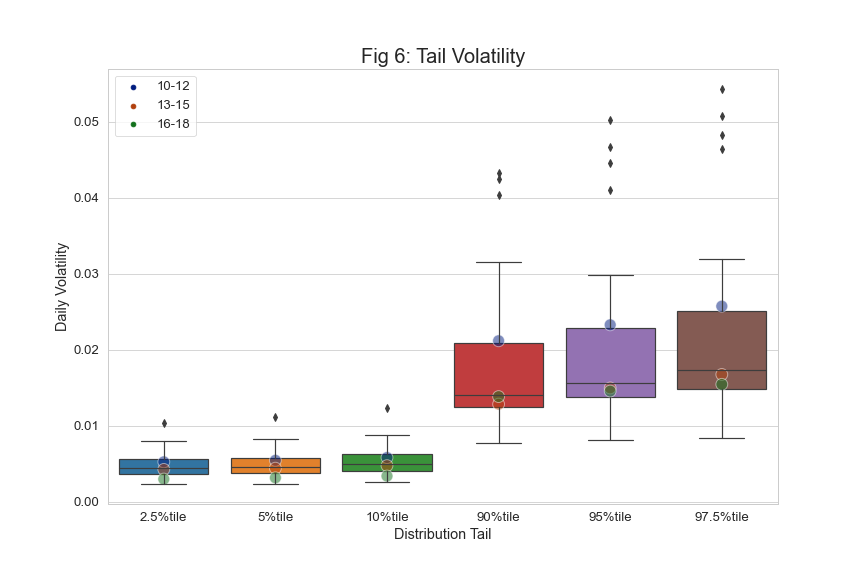 Fig 6: Tail Volatility
10-12
13-15
16-18
0.05
0.04
0.03
0.02
0.01
0.00
Daily Volatility
2.5%tile 5%tile 10%tile 90%tile 95%tile 97.5%tile
Distribution Tail